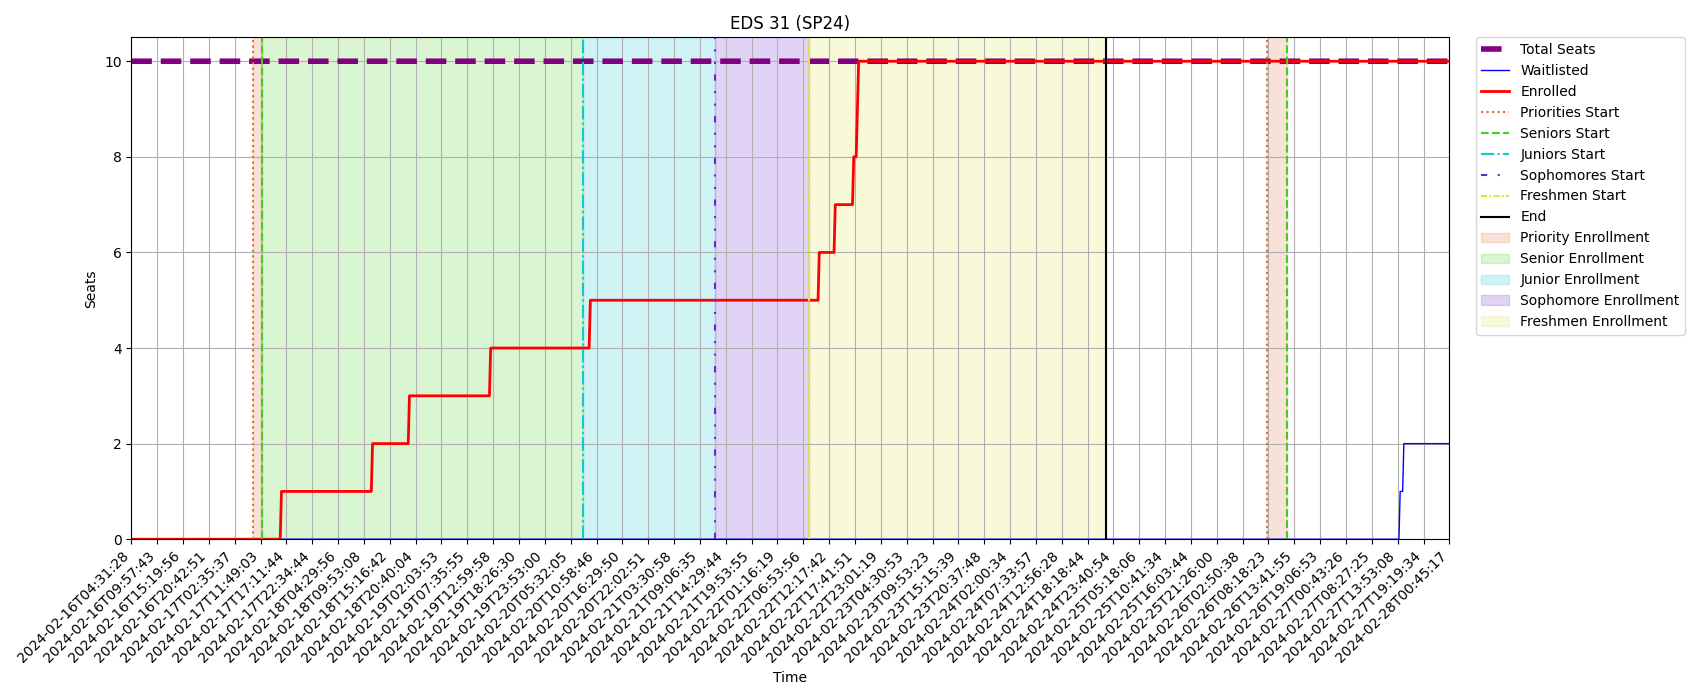 EDS 31 (SP24)
Total Seats
Waitlisted
Enrolled
Priorities Start
Seniors Start
Juniors Start
Sophomores Start
Freshmen Start
End
Priority Enrollment
Senior Enrollment
Junior Enrollment
Sophomore Enrollment
Freshmen Enrollment
Seats
10
8
6
4
2
0
2024-02-16T04:31:28
2024-02-16T09:57:43
2024-02-16T15:19:56
2024-02-16T20:42:51
2024-02-17T02:35:37
2024-02-17T11:49:03
2024-02-17T17:11:44
2024-02-17T22:34:44
2024-02-18T04:29:56
2024-02-18T09:53:08
2024-02-18T15:16:42
2024-02-18T20:40:04
2024-02-19T02:03:53
2024-02-19T07:35:55
2024-02-19T12:59:58
2024-02-19T18:26:30
2024-02-19T23:53:00
2024-02-20T05:32:05
2024-02-20T10:58:46
2024-02-20T16:29:50
2024-02-20T22:02:51
2024-02-21T03:30:58
2024-02-21T09:06:35
2024-02-21T14:29:44
2024-02-21T19:53:55
2024-02-22T01:16:19
2024-02-22T06:53:56
2024-02-22T12:17:42
2024-02-22T17:41:51
2024-02-22T23:01:19
2024-02-23T04:30:53
2024-02-23T09:53:23
2024-02-23T15:15:39
2024-02-23T20:37:48
2024-02-24T02:00:34
2024-02-24T07:33:57
2024-02-24T12:56:28
2024-02-24T18:18:44
2024-02-24T23:40:54
2024-02-25T05:18:06
2024-02-25T10:41:34
2024-02-25T16:03:44
2024-02-25T21:26:00
2024-02-26T02:50:38
2024-02-26T08:18:23
2024-02-26T13:41:55
2024-02-26T19:06:53
2024-02-27T00:43:26
2024-02-27T08:27:25
2024-02-27T13:53:08
2024-02-27T19:19:34
2024-02-28T00:45:17
Time